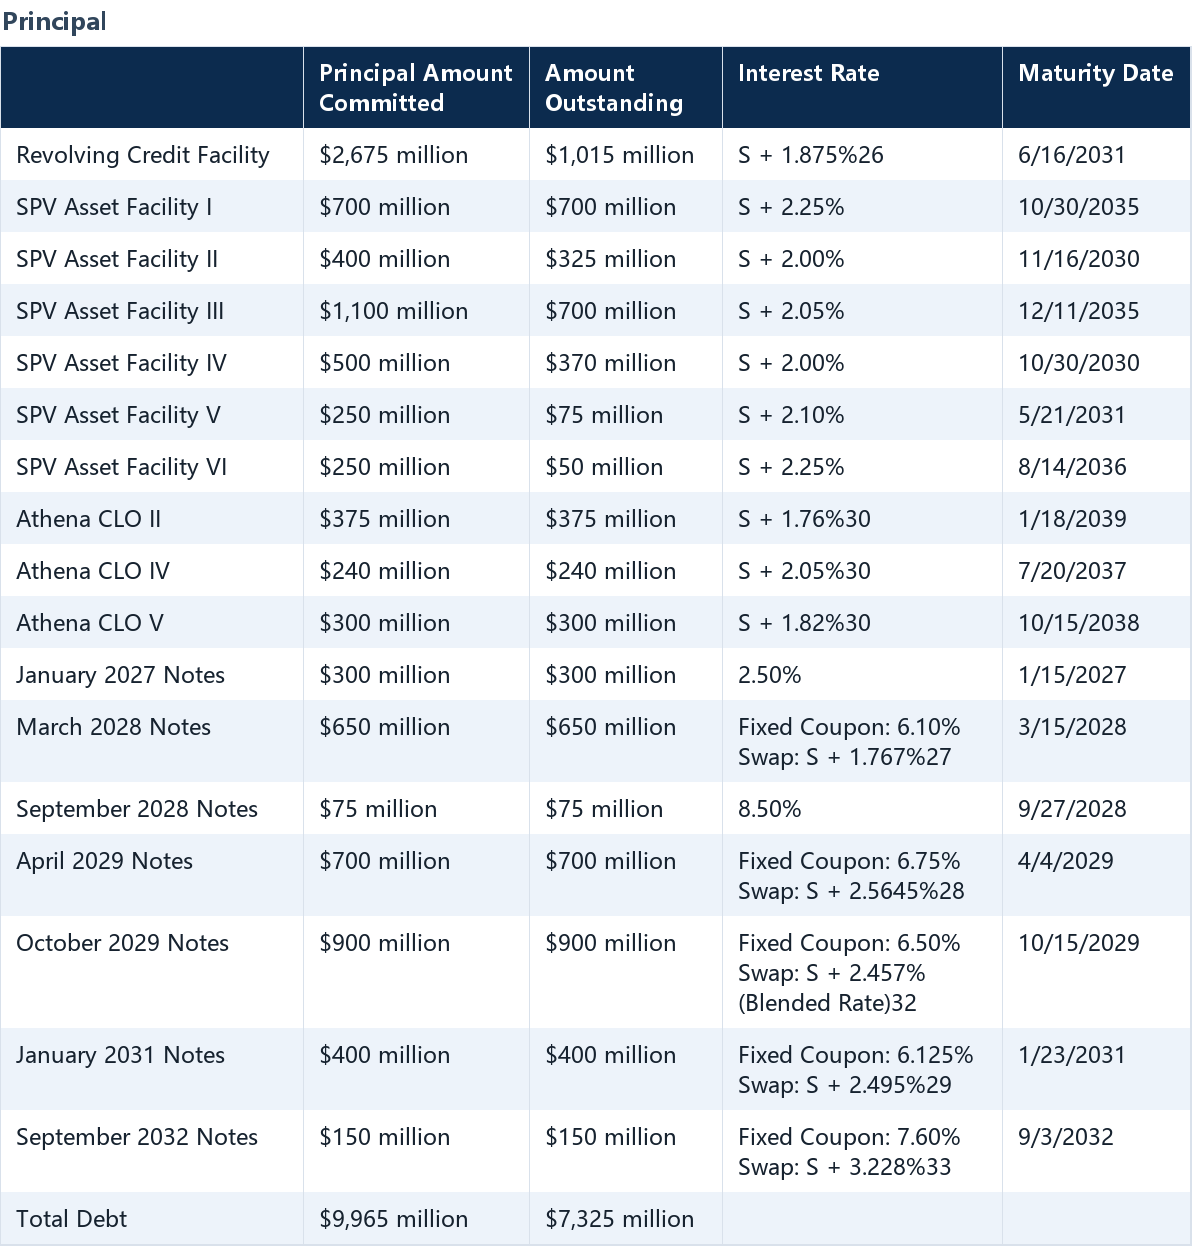 Principal
Principal Amount Committed Amount Outstanding Interest Rate Maturity Date
Revolving Credit Facility $2,675 million $1,015 million S + 1.875%26 6/16/2031
SPV Asset Facility I $700 million $700 million S + 2.25% 10/30/2035
SPV Asset Facility II $400 million $325 million S + 2.00% 11/16/2030
SPV Asset Facility III $1,100 million $700 million S + 2.05% 12/11/2035
SPV Asset Facility IV $500 million $370 million S + 2.00% 10/30/2030
SPV Asset Facility V $250 million $75 million S + 2.10% 5/21/2031
SPV Asset Facility VI $250 million $50 million S + 2.25% 8/14/2036
Athena CLO II $375 million $375 million S + 1.76%30 1/18/2039
Athena CLO IV $240 million $240 million S + 2.05%30 7/20/2037
Athena CLO V $300 million $300 million S + 1.82%30 10/15/2038
January 2027 Notes $300 million $300 million 2.50% 1/15/2027
March 2028 Notes $650 million $650 million Fixed Coupon: 6.10% 3/15/2028
Swap: S + 1.767%27
September 2028 Notes $75 million $75 million 8.50% 9/27/2028
April 2029 Notes $700 million $700 million Fixed Coupon: 6.75% 4/4/2029
Swap: S + 2.5645%28
October 2029 Notes $900 million $900 million Fixed Coupon: 6.50% 10/15/2029
Swap: S + 2.457%
(Blended Rate)32
January 2031 Notes $400 million $400 million Fixed Coupon: 6.125% 1/23/2031
Swap: S + 2.495%29
September 2032 Notes $150 million $150 million Fixed Coupon: 7.60% 9/3/2032
Swap: S + 3.228%33
Total Debt $9,965 million $7,325 million